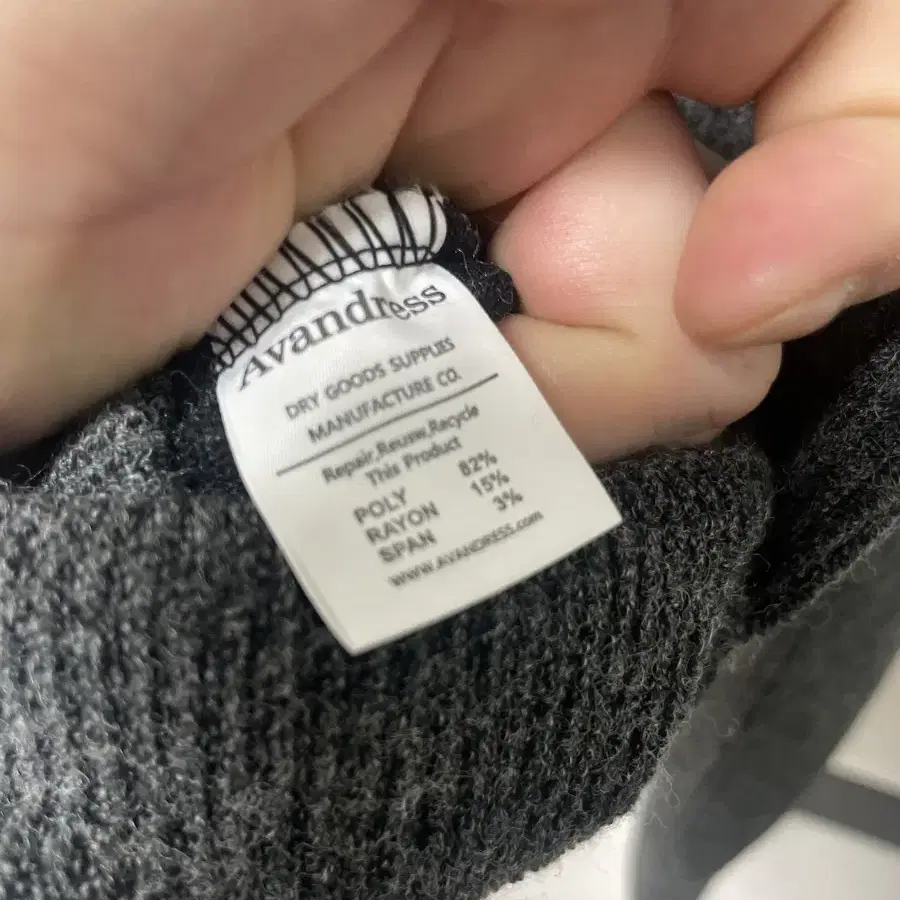 Avandress
DRY GOODS SUPPLIES
MANUFACTURE CO.
Repair,Reusw,Recycle
This Product
POLY 82%
RAYON 15%
SPAN 3%
WWW.AVANDRESS.com